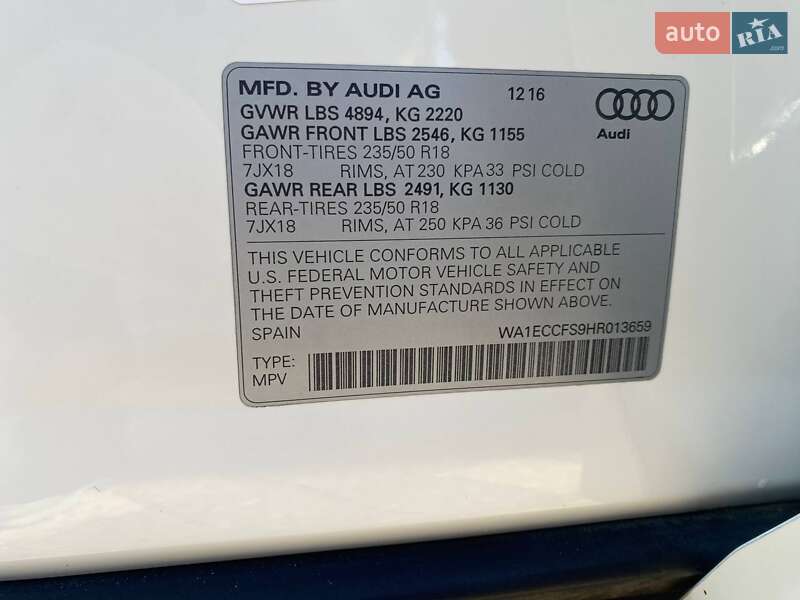 auto RIA.com
MFD. BY AUDI AG 12 16
GVWR LBS 4894, KG 2220
GAWR FRONT LBS 2546, KG 1155 Audi
FRONT-TIRES 235/50 R18
7JX18 RIMS, AT 230 KPA 33 PSI COLD
GAWR REAR LBS 2491, KG 1130
REAR-TIRES 235/50 R18
7JX18 RIMS, AT 250 KPA 36 PSI COLD
THIS VEHICLE CONFORMS TO ALL APPLICABLE
U.S. FEDERAL MOTOR VEHICLE SAFETY AND
THEFT PREVENTION STANDARDS IN EFFECT ON
THE DATE OF MANUFACTURE SHOWN ABOVE.
SPAIN WA1ECCFS9HR013659
TYPE:
MPV